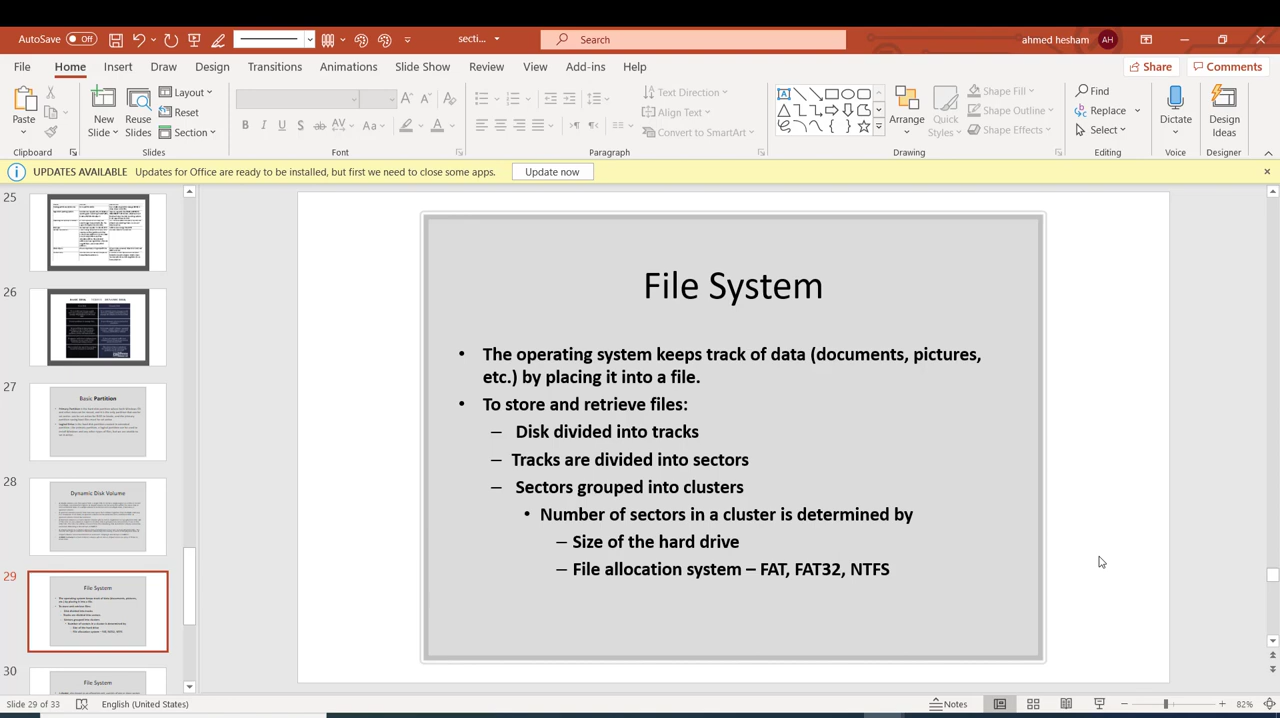 AutoSave Off secti... Search ahmed hesham AH
File Home Insert Draw Design Transitions Animations Slide Show Review View Add-ins Help Share Comments
Paste New Slide Reuse Slides Layout Reset Section B I U S ab AV Aa A Text Direction Align Text Convert to SmartArt Arrange Quick Styles Shape Fill Shape Outline Shape Effects Find Replace Select Dictate Design Ideas
Clipboard Slides Font Paragraph Drawing Editing Voice Designer
UPDATES AVAILABLE Updates for Office are ready to be installed, but first we need to close some apps. Update now
25
26
27
Basic Partition
28
Dynamic Disk Volume
29
File System
30
File System
File System
• The operating system keeps track of data (documents, pictures,
etc.) by placing it into a file.
• To store and retrieve files:
– Disk divided into tracks
– Tracks are divided into sectors
– Sectors grouped into clusters
• Number of sectors in a cluster is determined by
– Size of the hard drive
– File allocation system – FAT, FAT32, NTFS
Slide 29 of 33 English (United States) Notes 82%